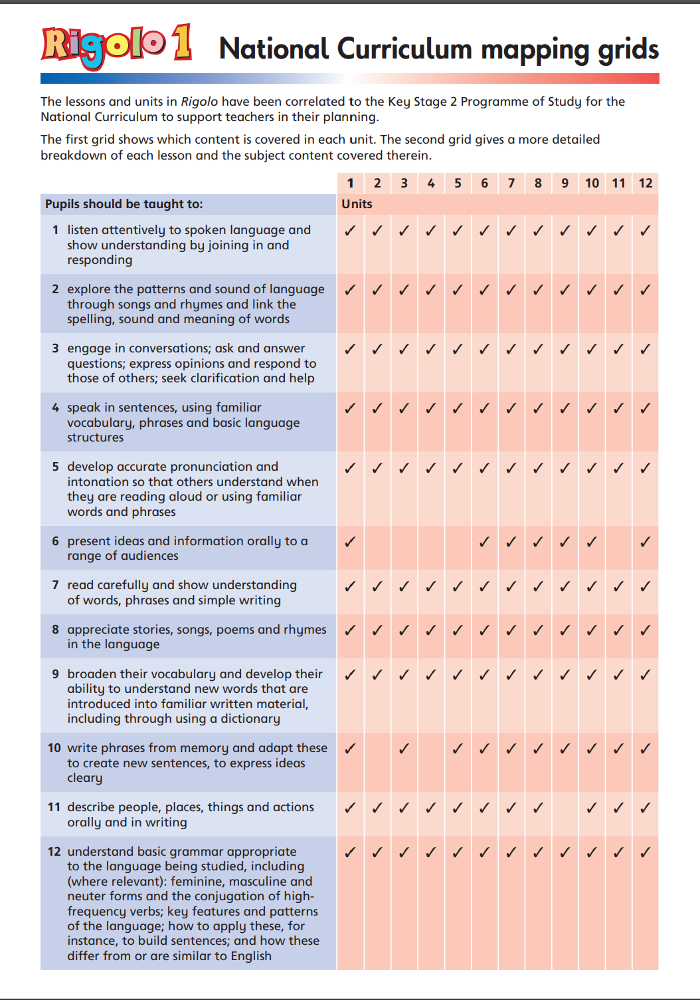 Rigolo 1 National Curriculum mapping grids
The lessons and units in Rigolo have been correlated to the Key Stage 2 Programme of Study for the
National Curriculum to support teachers in their planning.
The first grid shows which content is covered in each unit. The second grid gives a more detailed
breakdown of each lesson and the subject content covered therein.
1 2 3 4 5 6 7 8 9 10 11 12
Pupils should be taught to: Units
1 listen attentively to spoken language and ✓ ✓ ✓ ✓ ✓ ✓ ✓ ✓ ✓ ✓ ✓ ✓
show understanding by joining in and
responding
2 explore the patterns and sound of language ✓ ✓ ✓ ✓ ✓ ✓ ✓ ✓ ✓ ✓ ✓ ✓
through songs and rhymes and link the
spelling, sound and meaning of words
3 engage in conversations; ask and answer ✓ ✓ ✓ ✓ ✓ ✓ ✓ ✓ ✓ ✓ ✓ ✓
questions; express opinions and respond to
those of others; seek clarification and help
4 speak in sentences, using familiar ✓ ✓ ✓ ✓ ✓ ✓ ✓ ✓ ✓ ✓ ✓ ✓
vocabulary, phrases and basic language
structures
5 develop accurate pronunciation and ✓ ✓ ✓ ✓ ✓ ✓ ✓ ✓ ✓ ✓ ✓ ✓
intonation so that others understand when
they are reading aloud or using familiar
words and phrases
6 present ideas and information orally to a ✓ ✓ ✓ ✓ ✓ ✓ ✓
range of audiences
7 read carefully and show understanding ✓ ✓ ✓ ✓ ✓ ✓ ✓ ✓ ✓ ✓ ✓ ✓
of words, phrases and simple writing
8 appreciate stories, songs, poems and rhymes ✓ ✓ ✓ ✓ ✓ ✓ ✓ ✓ ✓ ✓ ✓ ✓
in the language
9 broaden their vocabulary and develop their ✓ ✓ ✓ ✓ ✓ ✓ ✓ ✓ ✓ ✓ ✓ ✓
ability to understand new words that are
introduced into familiar written material,
including through using a dictionary
10 write phrases from memory and adapt these ✓ ✓ ✓ ✓ ✓ ✓ ✓ ✓ ✓ ✓
to create new sentences, to express ideas
cleary
11 describe people, places, things and actions ✓ ✓ ✓ ✓ ✓ ✓ ✓ ✓ ✓ ✓ ✓
orally and in writing
12 understand basic grammar appropriate ✓ ✓ ✓ ✓ ✓ ✓ ✓ ✓ ✓ ✓ ✓ ✓
to the language being studied, including
(where relevant): feminine, masculine and
neuter forms and the conjugation of high-
frequency verbs; key features and patterns
of the language; how to apply these, for
instance, to build sentences; and how these
differ from or are similar to English